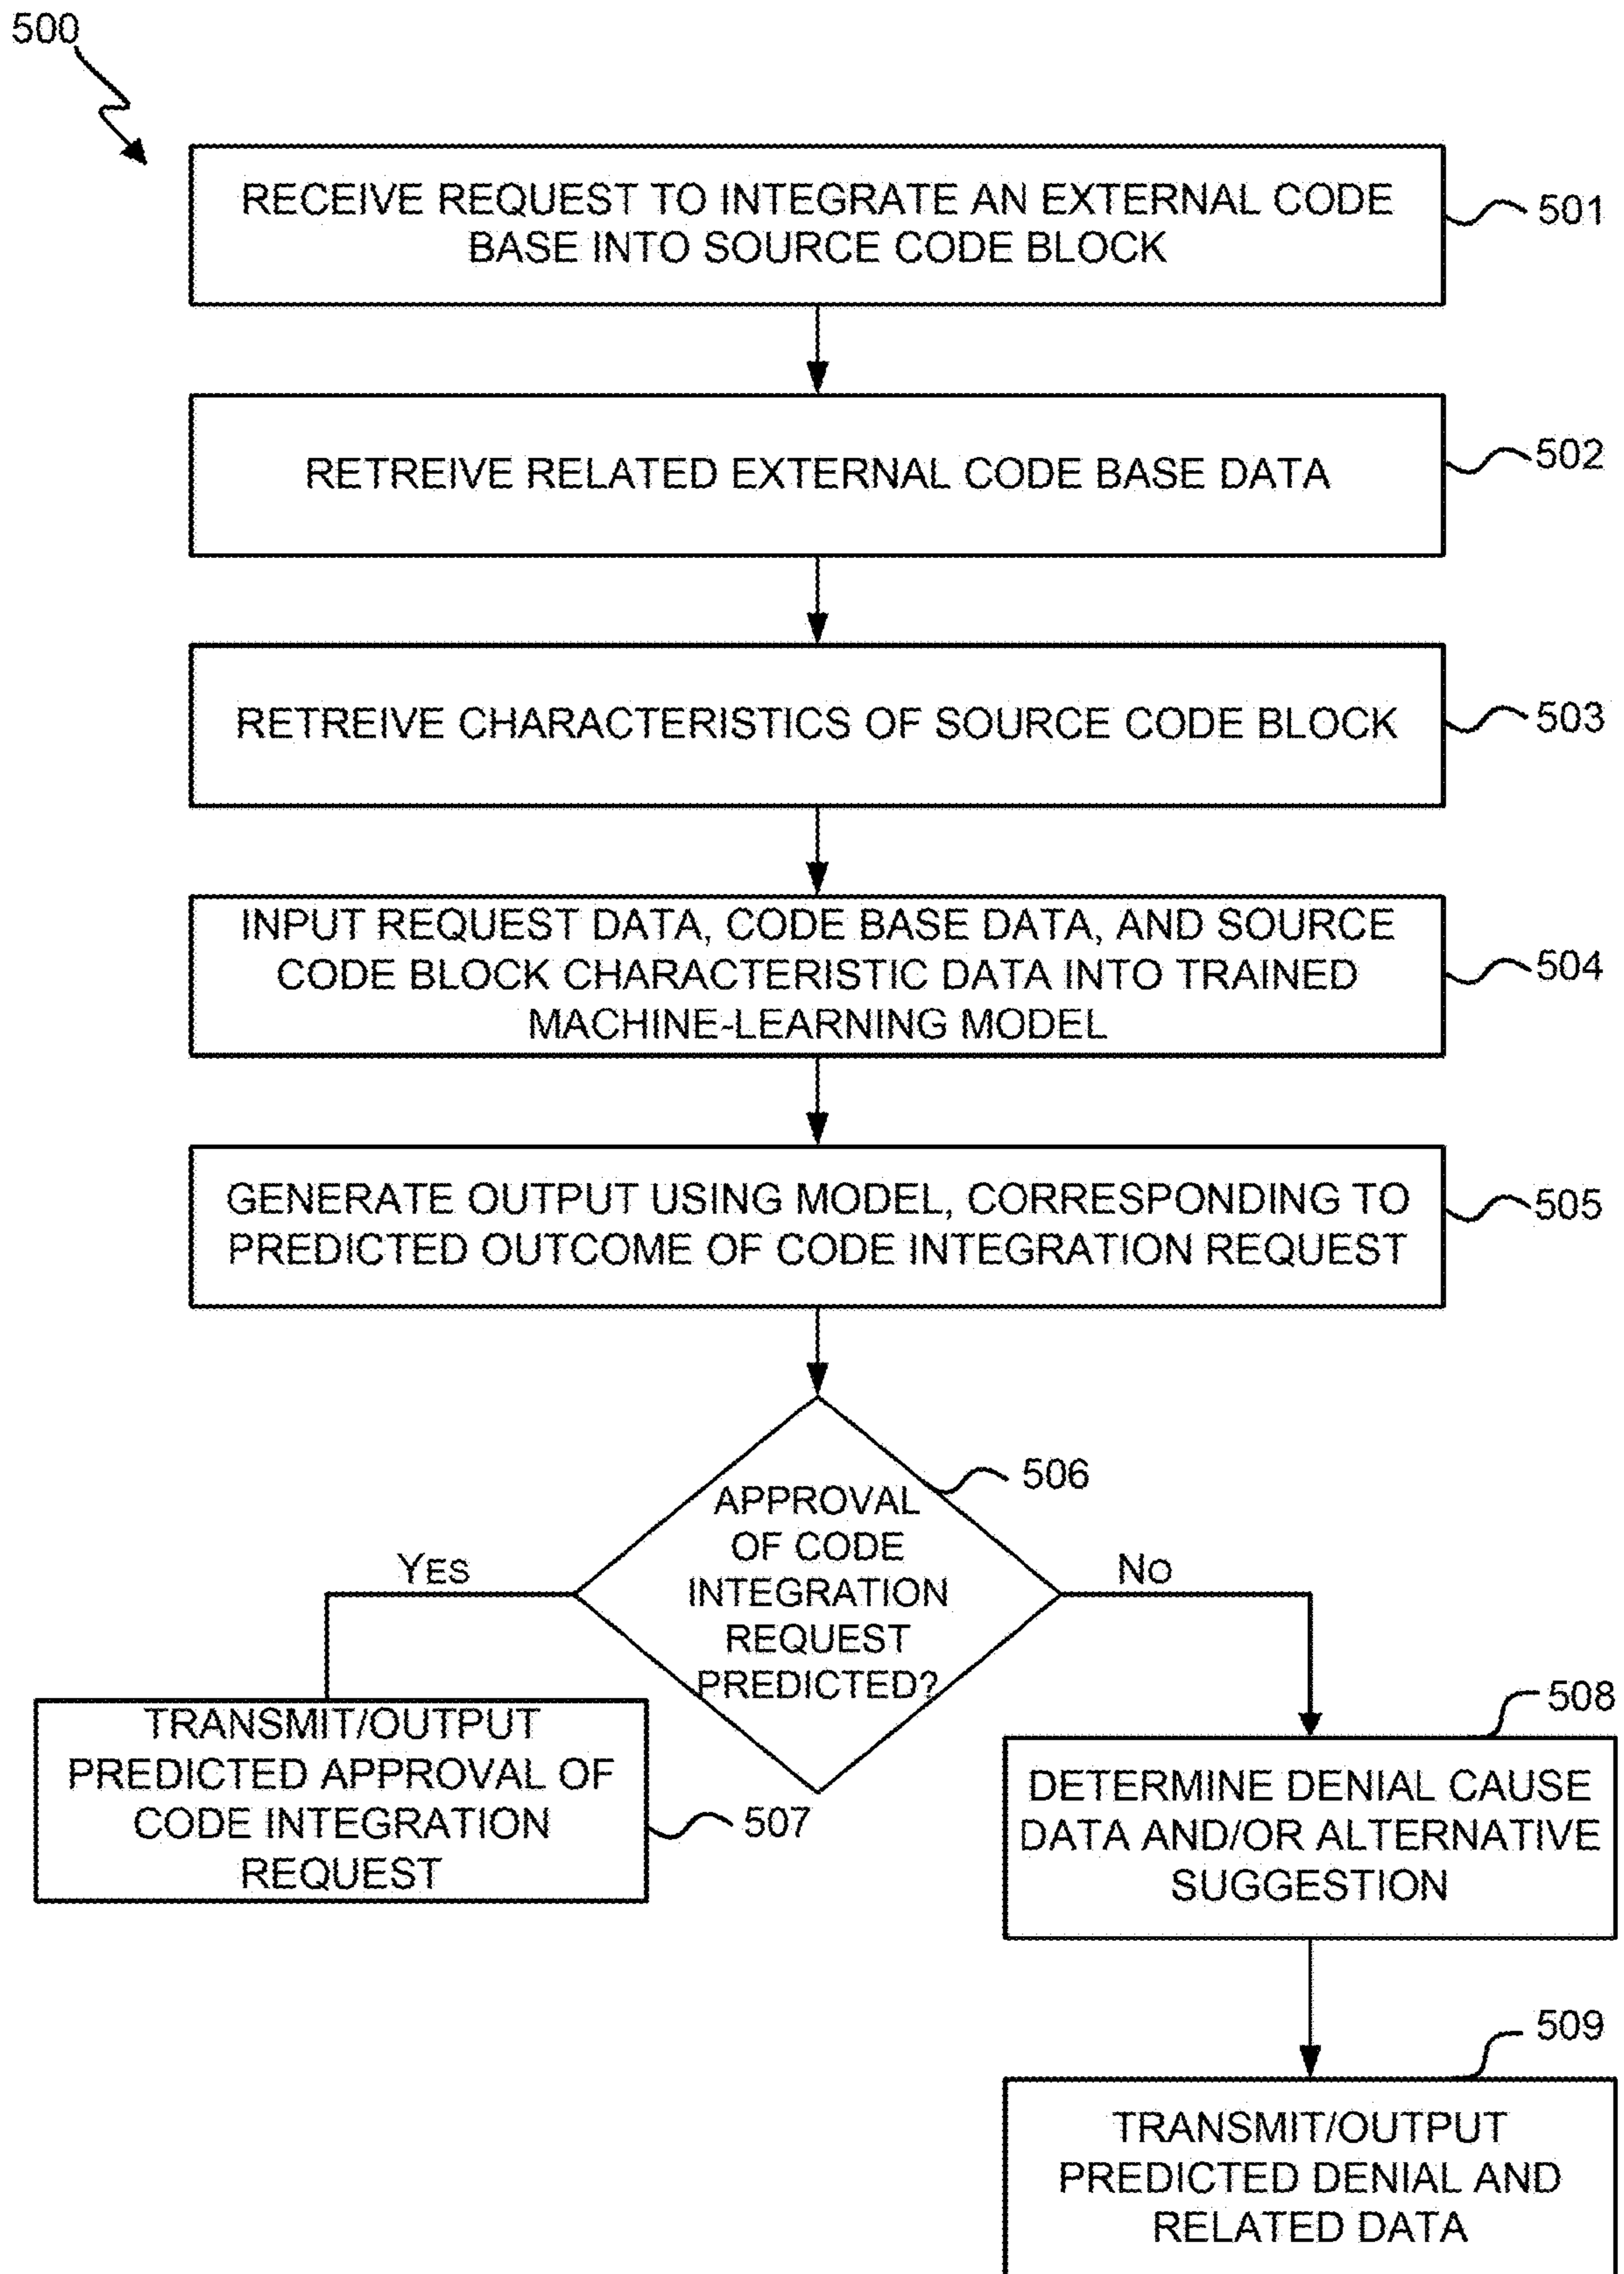 500
RECEIVE REQUEST TO INTEGRATE AN EXTERNAL CODE
BASE INTO SOURCE CODE BLOCK
501
RETREIVE RELATED EXTERNAL CODE BASE DATA
502
RETREIVE CHARACTERISTICS OF SOURCE CODE BLOCK
503
INPUT REQUEST DATA, CODE BASE DATA, AND SOURCE
CODE BLOCK CHARACTERISTIC DATA INTO TRAINED
MACHINE-LEARNING MODEL
504
GENERATE OUTPUT USING MODEL, CORRESPONDING TO
PREDICTED OUTCOME OF CODE INTEGRATION REQUEST
505
APPROVAL
OF CODE
INTEGRATION
REQUEST
PREDICTED?
506
YES
NO
TRANSMIT/OUTPUT
PREDICTED APPROVAL OF
CODE INTEGRATION
REQUEST
507
508
DETERMINE DENIAL CAUSE
DATA AND/OR ALTERNATIVE
SUGGESTION
509
TRANSMIT/OUTPUT
PREDICTED DENIAL AND
RELATED DATA